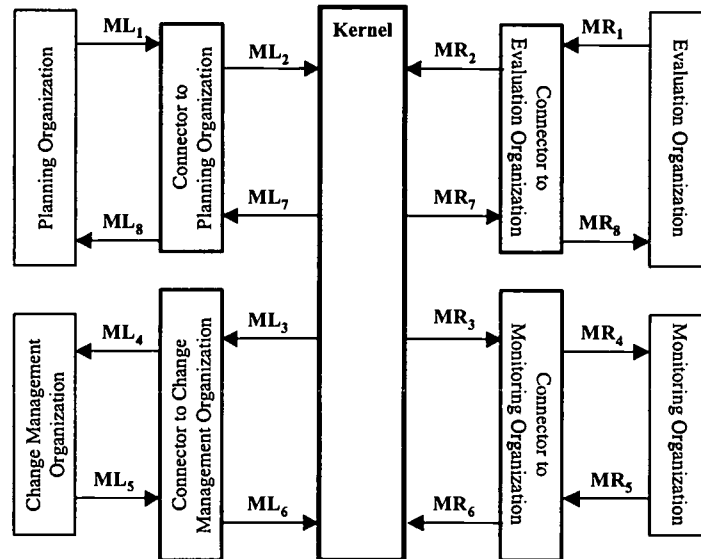 Kernel
ML1
MR1
ML2
MR2
Planning Organization
Connector to
Planning Organization
Connector to
Evaluation Organization
Evaluation Organization
ML7
MR7
ML8
MR8
ML3
MR3
ML4
MR4
Change Management
Organization
Connector to Change
Management Organization
Connector to
Monitoring Organization
Monitoring Organization
ML5
MR5
ML6
MR6